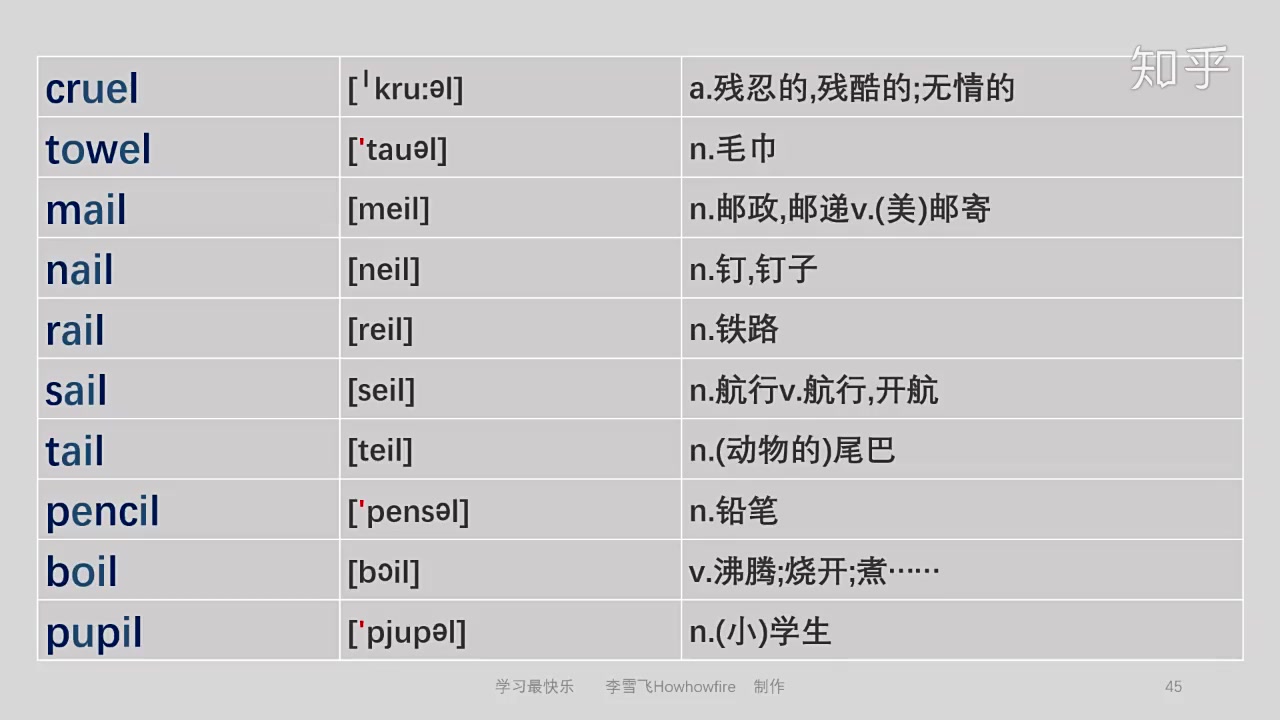 知乎
cruel [╵kru:əl] a.残忍的,残酷的;无情的
towel ['tauəl] n.毛巾
mail [meil] n.邮政,邮递v.(美)邮寄
nail [neil] n.钉,钉子
rail [reil] n.铁路
sail [seil] n.航行v.航行,开航
tail [teil] n.(动物的)尾巴
pencil ['pensəl] n.铅笔
boil [bɔil] v.沸腾;烧开;煮······
pupil ['pjupəl] n.(小)学生
学习最快乐 李雪飞Howhowfire 制作 45